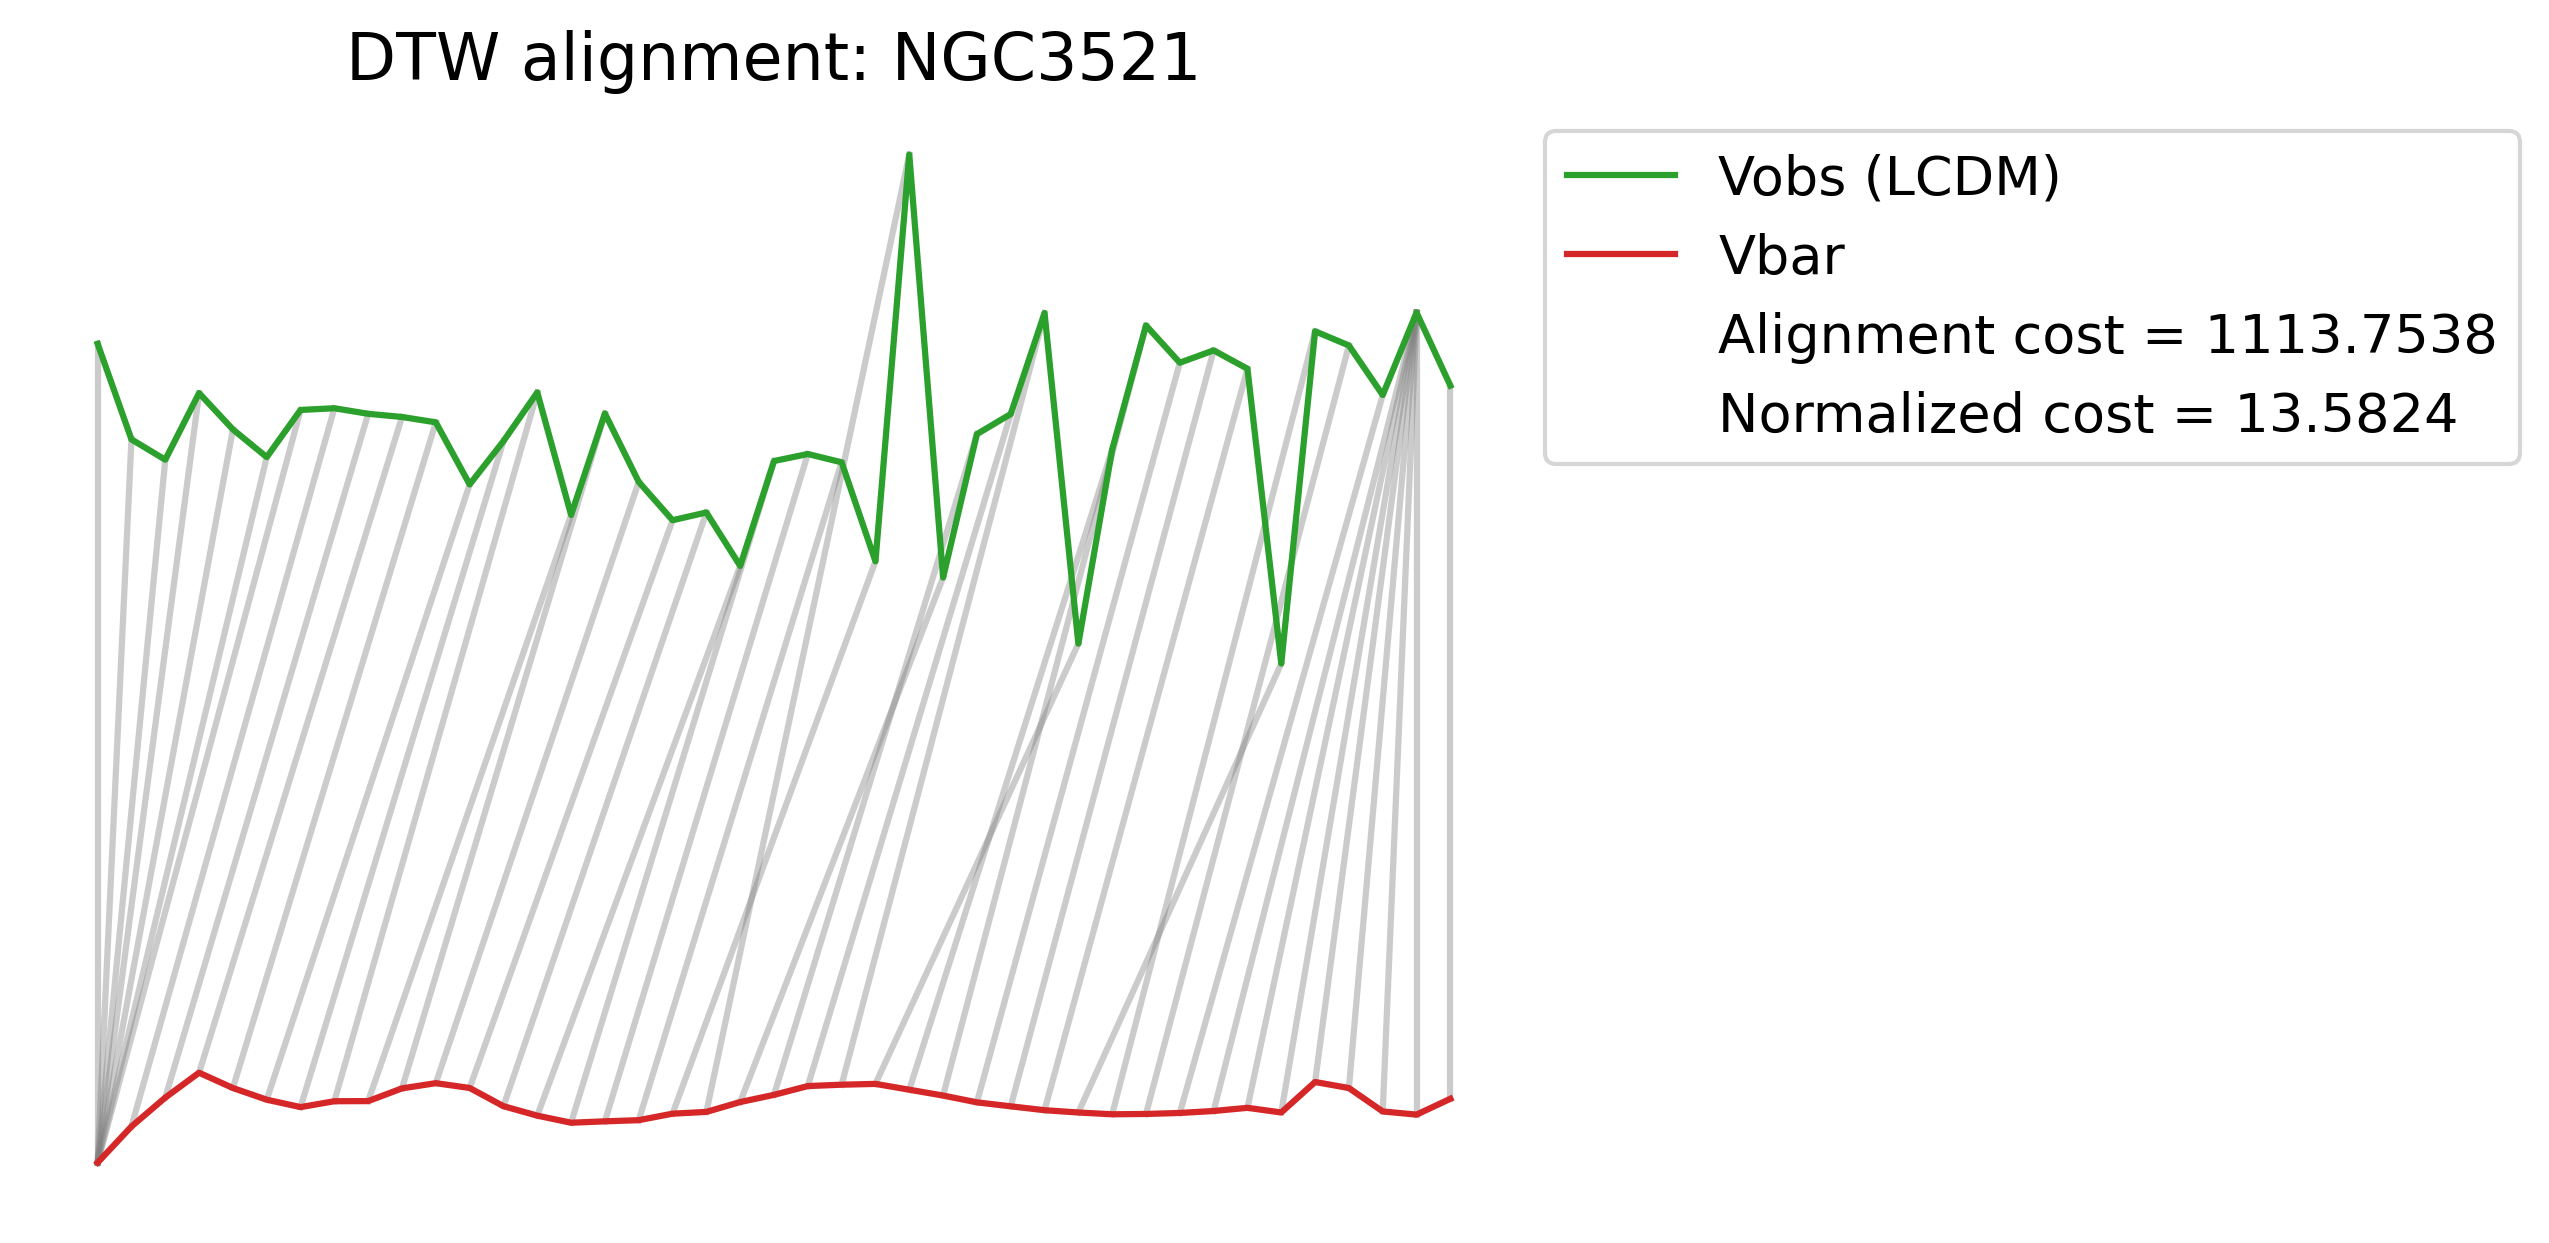 DTW alignment: NGC3521
Vobs (LCDM)
Vbar
Alignment cost = 1113.7538
Normalized cost = 13.5824